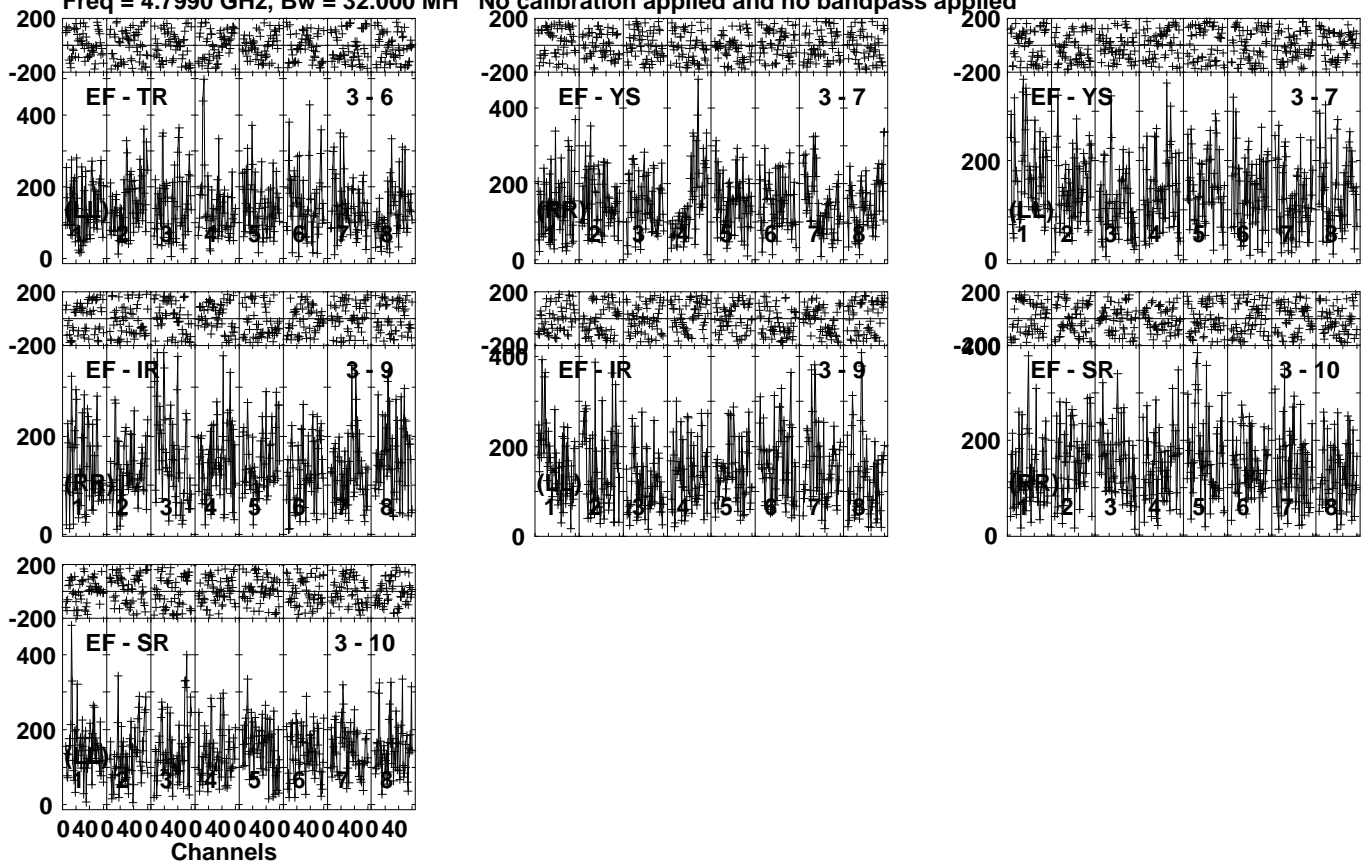 Freq = 4.7990 GHz, Bw = 32.000 MH No calibration applied and no bandpass applied
200 200 200
-200 -200 -200
EF - TR 3 - 6 EF - YS 3 - 7 EF - YS 3 - 7
400 400
200 200 200
(LL) (RR) (LL)
1 2 3 4 5 6 7 8 1 2 3 4 5 6 7 8 1 2 3 4 5 6 7 8
0 0 0
200 200 200
-200 -200 -200
400 400
EF - IR 3 - 9 EF - IR 3 - 9 EF - SR 3 - 10
200 200 200
(RR) (LL) (RR)
1 2 3 4 5 6 7 8 1 2 3 4 5 6 7 8 1 2 3 4 5 6 7 8
0 0 0
200
-200
EF - SR 3 - 10
400
200
(LL)
1 2 3 4 5 6 7 8
0
0 40 0 40 0 40 0 40 0 40 0 40 0 40 0 40
Channels